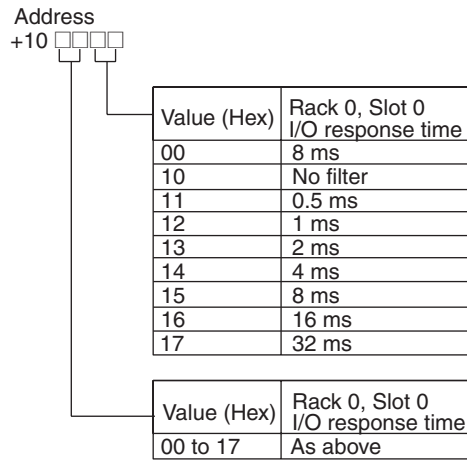 Address
+10 □□□□
Value (Hex) Rack 0, Slot 0
I/O response time
00 8 ms
10 No filter
11 0.5 ms
12 1 ms
13 2 ms
14 4 ms
15 8 ms
16 16 ms
17 32 ms
Value (Hex) Rack 0, Slot 0
I/O response time
00 to 17 As above